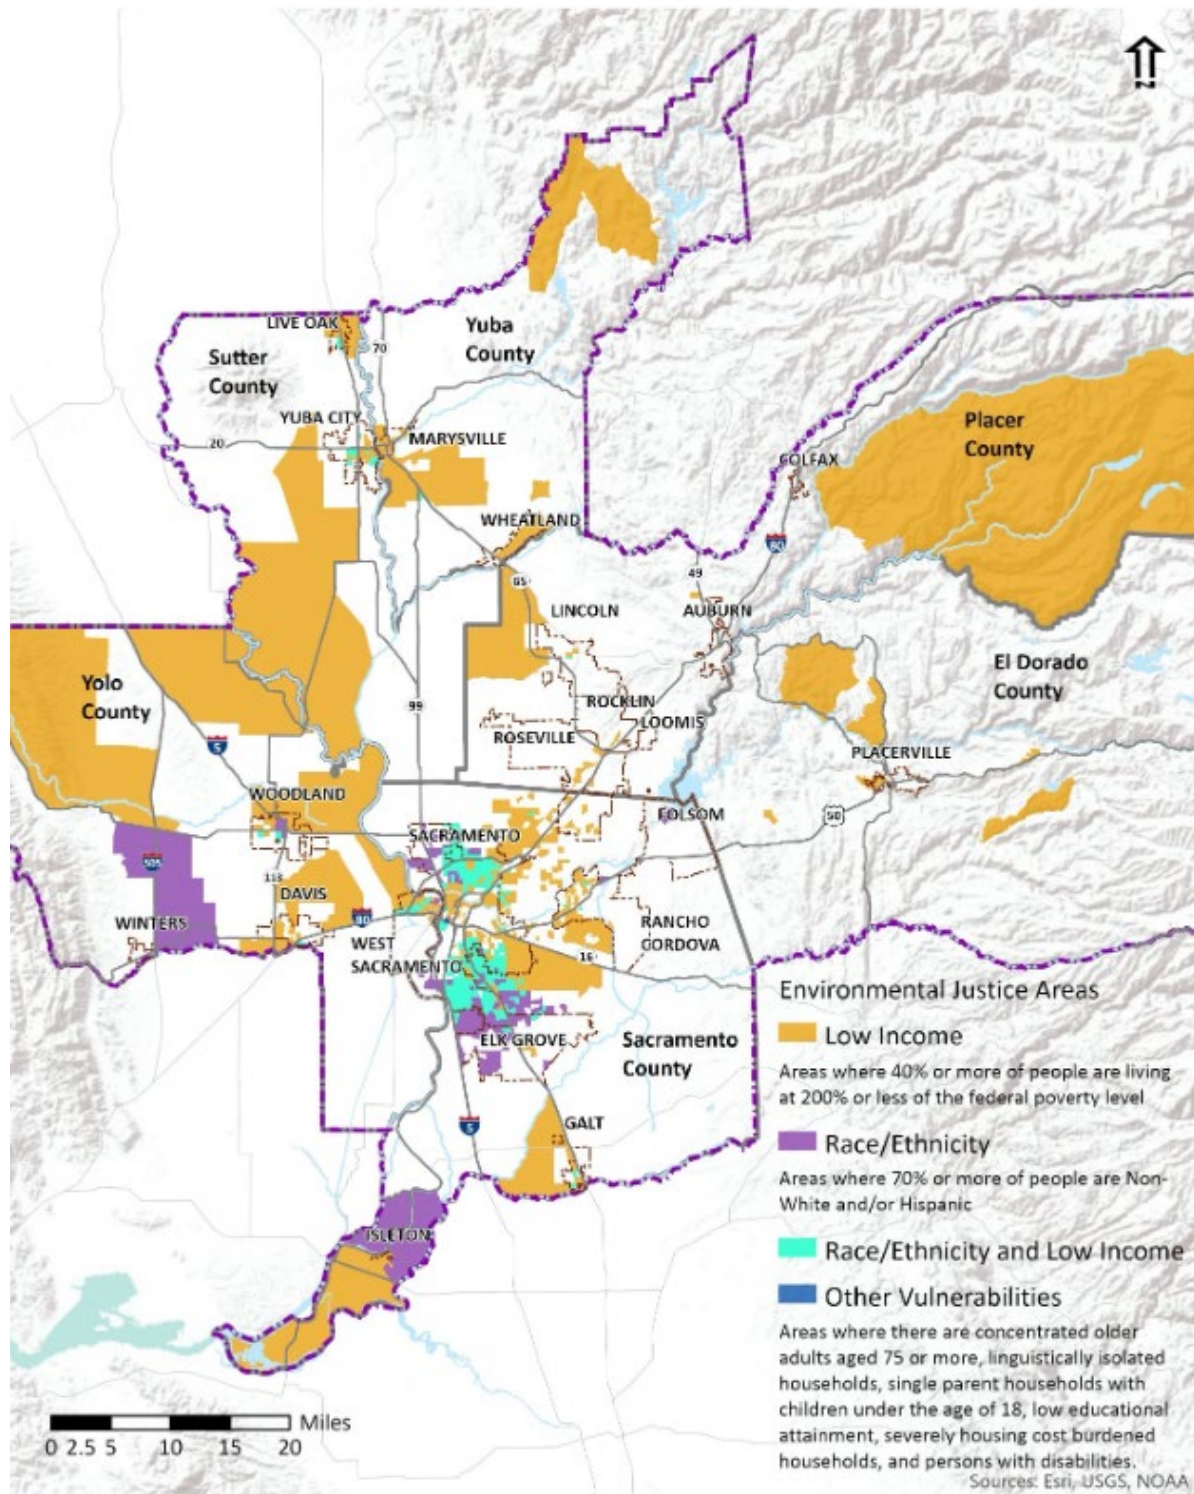 LIVE OAK
70
Yuba
County
Sutter
County
Placer
County
YUBA CITY
20
MARYSVILLE
COLFAX
WHEATLAND
80
65
49
LINCOLN
AUBURN
El Dorado
County
Yolo
County
ROCKLIN
99
LOOMIS
5
ROSEVILLE
PLACERVILLE
WOODLAND
FOLSOM
50
SACRAMENTO
505
113
DAVIS
80
WINTERS
RANCHO
CORDOVA
WEST
SACRAMENTO
16
ELK GROVE
Sacramento
County
5
GALT
ISLETON
Environmental Justice Areas
Low Income
Areas where 40% or more of people are living
at 200% or less of the federal poverty level
Race/Ethnicity
Areas where 70% or more of people are Non-
White and/or Hispanic
Race/Ethnicity and Low Income
Other Vulnerabilities
Areas where there are concentrated older
adults aged 75 or more, linguistically isolated
households, single parent households with
children under the age of 18, low educational
attainment, severely housing cost burdened
households, and persons with disabilities.
Sources: Esri, USGS, NOAA
Miles
0 2.5 5 10 15 20